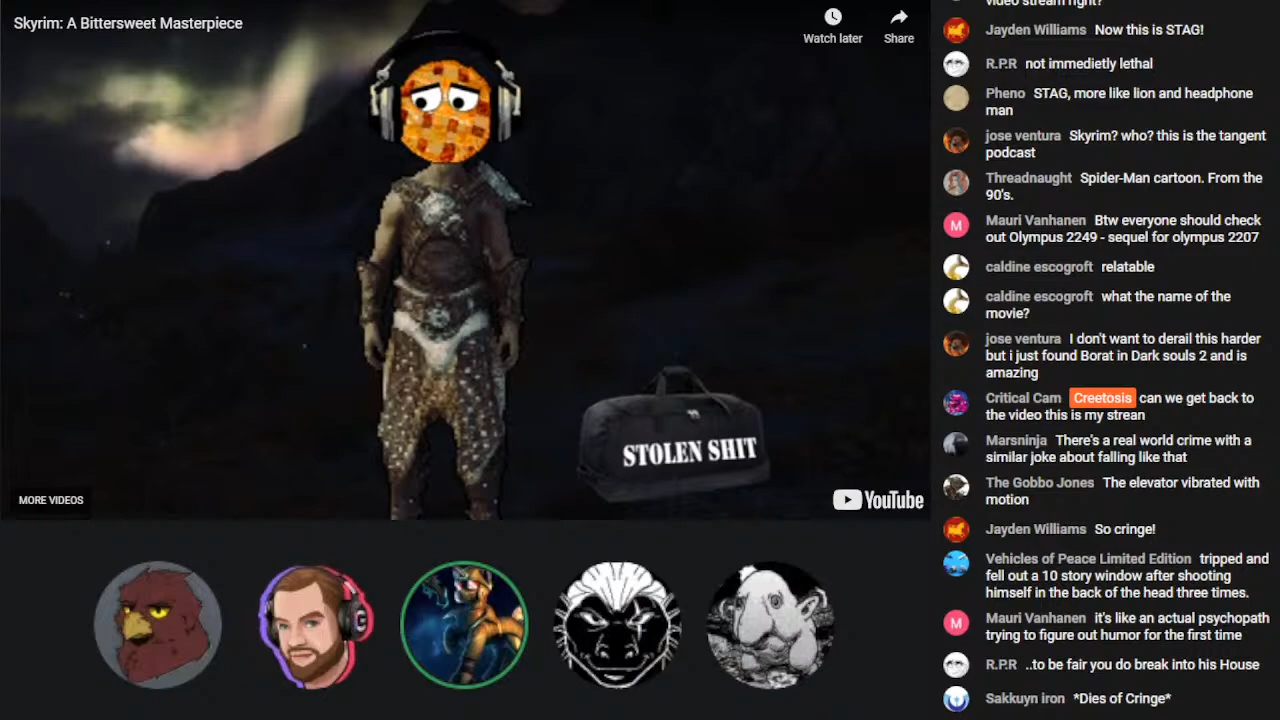 Skyrim: A Bittersweet Masterpiece
Watch later
Share
STOLEN SHIT
MORE VIDEOS
YouTube
video stream right?
Jayden Williams Now this is STAG!
R.P.R not immedietly lethal
Pheno STAG, more like lion and headphone
man
jose ventura Skyrim? who? this is the tangent
podcast
Threadnaught Spider-Man cartoon. From the
90's.
M
Mauri Vanhanen Btw everyone should check
out Olympus 2249 - sequel for olympus 2207
caldine escogroft relatable
caldine escogroft what the name of the
movie?
jose ventura I don't want to derail this harder
but i just found Borat in Dark souls 2 and is
amazing
Critical Cam Creetosis can we get back to
the video this is my strean
Marsninja There's a real world crime with a
similar joke about falling like that
The Gobbo Jones The elevator vibrated with
motion
Jayden Williams So cringe!
Vehicles of Peace Limited Edition tripped and
fell out a 10 story window after shooting
himself in the back of the head three times.
M
Mauri Vanhanen it's like an actual psychopath
trying to figure out humor for the first time
R.P.R ..to be fair you do break into his House
Sakkuyn iron *Dies of Cringe*